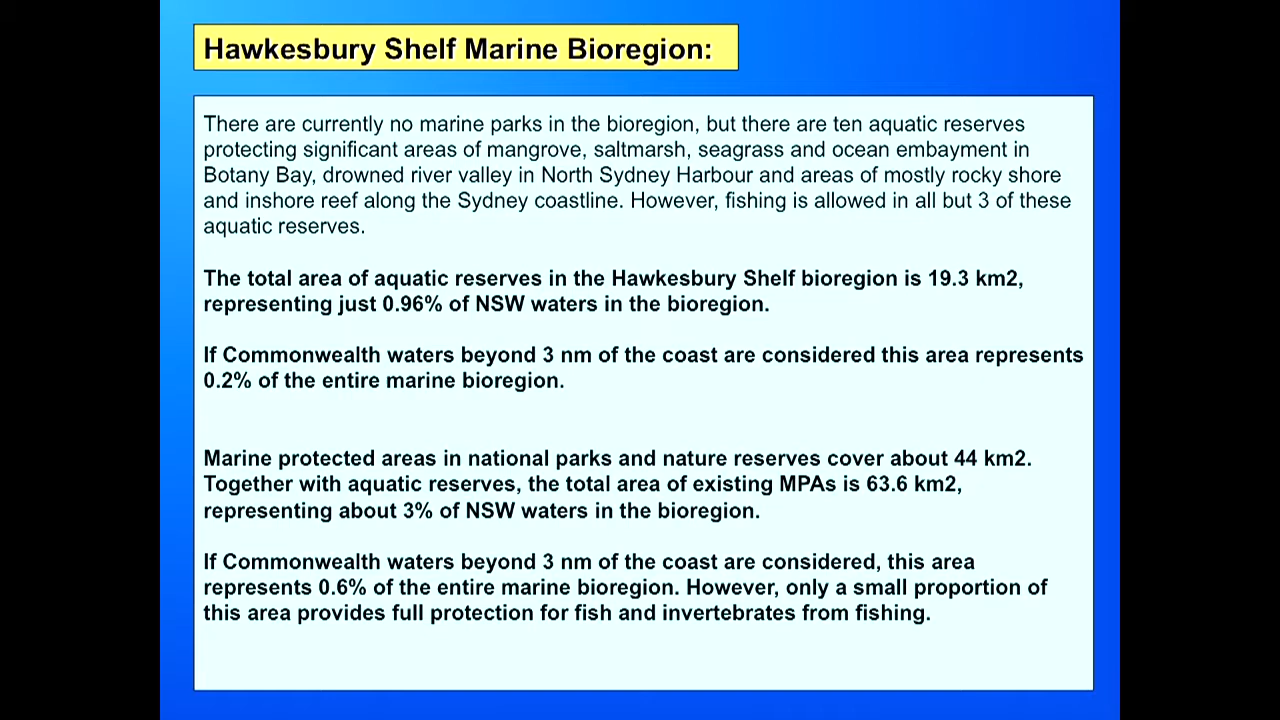 Hawkesbury Shelf Marine Bioregion:
There are currently no marine parks in the bioregion, but there are ten aquatic reserves
protecting significant areas of mangrove, saltmarsh, seagrass and ocean embayment in
Botany Bay, drowned river valley in North Sydney Harbour and areas of mostly rocky shore
and inshore reef along the Sydney coastline. However, fishing is allowed in all but 3 of these
aquatic reserves.
The total area of aquatic reserves in the Hawkesbury Shelf bioregion is 19.3 km2,
representing just 0.96% of NSW waters in the bioregion.
If Commonwealth waters beyond 3 nm of the coast are considered this area represents
0.2% of the entire marine bioregion.
Marine protected areas in national parks and nature reserves cover about 44 km2.
Together with aquatic reserves, the total area of existing MPAs is 63.6 km2,
representing about 3% of NSW waters in the bioregion.
If Commonwealth waters beyond 3 nm of the coast are considered, this area
represents 0.6% of the entire marine bioregion. However, only a small proportion of
this area provides full protection for fish and invertebrates from fishing.